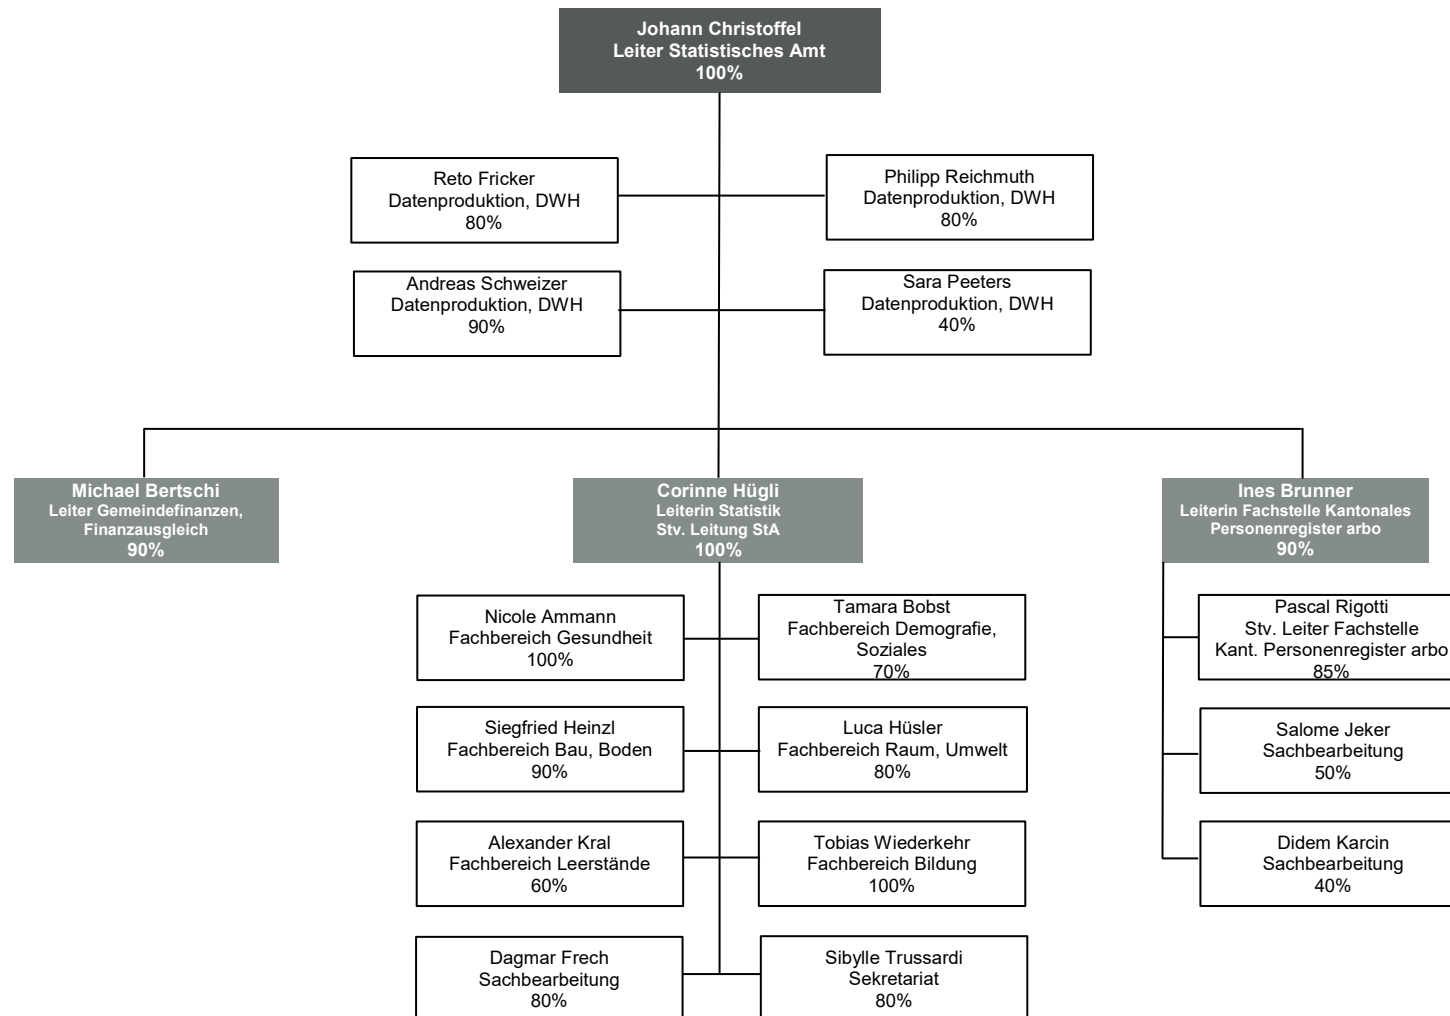 Johann Christoffel
Leiter Statistisches Amt
100%
Reto Fricker
Datenproduktion, DWH
80%
Philipp Reichmuth
Datenproduktion, DWH
80%
Andreas Schweizer
Datenproduktion, DWH
90%
Sara Peeters
Datenproduktion, DWH
40%
Michael Bertschi
Leiter Gemeindefinanzen,
Finanzausgleich
90%
Corinne Hügli
Leiterin Statistik
Stv. Leitung StA
100%
Ines Brunner
Leiterin Fachstelle Kantonales
Personenregister arbo
90%
Nicole Ammann
Fachbereich Gesundheit
100%
Tamara Bobst
Fachbereich Demografie,
Soziales
70%
Siegfried Heinzl
Fachbereich Bau, Boden
90%
Luca Hüsler
Fachbereich Raum, Umwelt
80%
Alexander Kral
Fachbereich Leerstände
60%
Tobias Wiederkehr
Fachbereich Bildung
100%
Dagmar Frech
Sachbearbeitung
80%
Sibylle Trussardi
Sekretariat
80%
Pascal Rigotti
Stv. Leiter Fachstelle
Kant. Personenregister arbo
85%
Salome Jeker
Sachbearbeitung
50%
Didem Karcin
Sachbearbeitung
40%